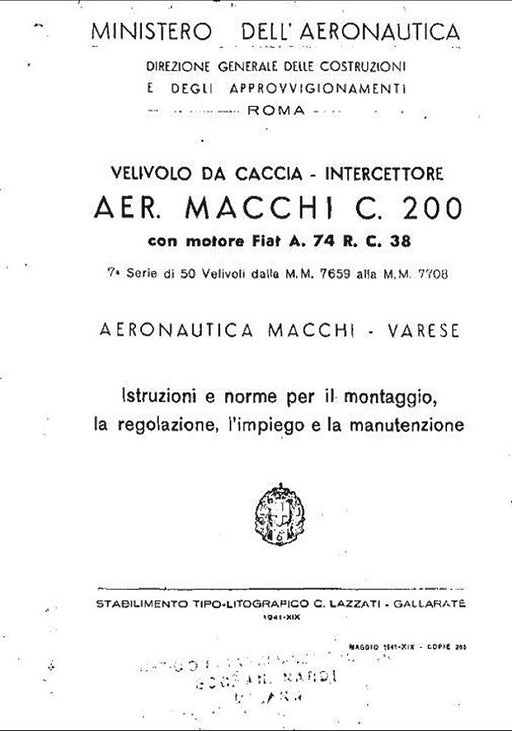 MINISTERO DELL'AERONAUTICA
DIREZIONE GENERALE DELLE COSTRUZIONI
E DEGLI APPROVVIGIONAMENTI
ROMA
VELIVOLO DA CACCIA - INTERCETTORE
AER. MACCHI C. 200
con motore Fiat A. 74 R. C. 38
7ª Serie di 50 Velivoli dalla M.M. 7659 alla M.M. 7708
AERONAUTICA MACCHI - VARESE
Istruzioni e norme per il montaggio,
la regolazione, l'impiego e la manutenzione
STABILIMENTO TIPO-LITOGRAFICO C. LAZZATI - GALLARATE
1941-XIX
MAGGIO 1941-XIX - COPIE 265
NARDI